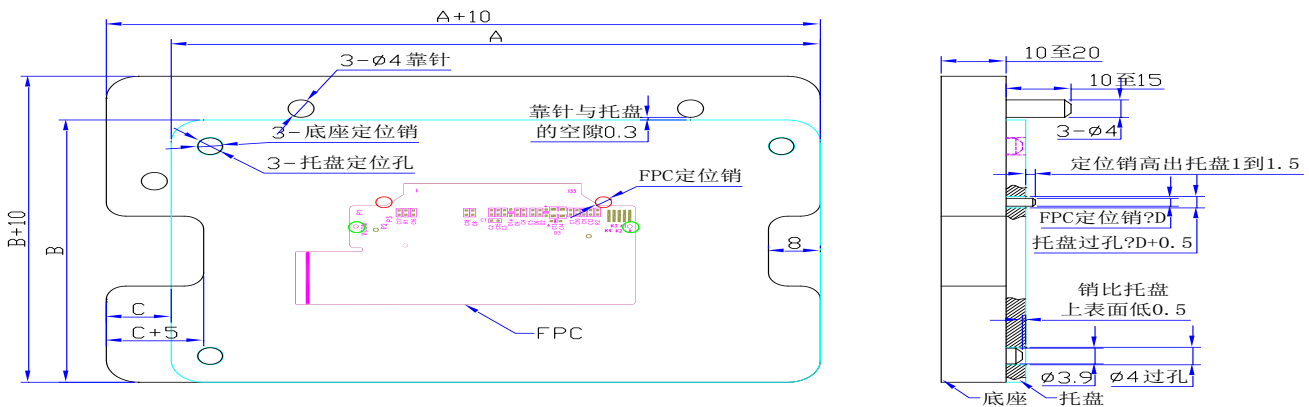 A+10
A
3-Ø4靠针
靠针与托盘
的空隙0.3
3-底座定位销
3-托盘定位孔
FPC定位销
B+10
B
8
C
C+5
FPC
10至20
10至15
3-Ø4
定位销高出托盘1到1.5
FPC定位销?D
托盘过孔?D+0.5
销比托盘
上表面低0.5
Ø3.9
Ø4过孔
底座
托盘